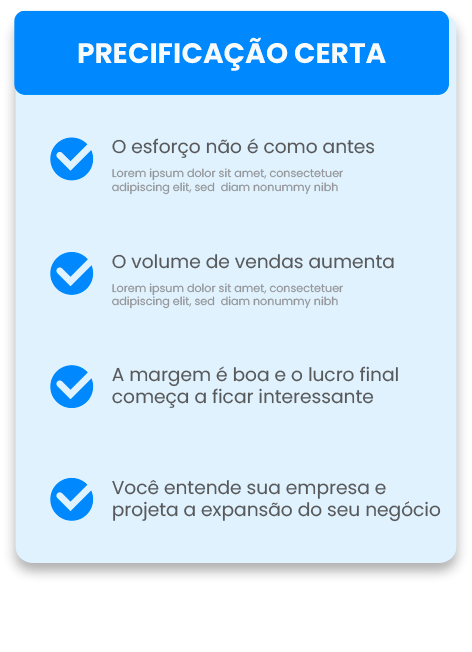 PRECIFICAÇÃO CERTA
O esforço não é como antes
Lorem ipsum dolor sit amet, consectetuer
adipiscing elit, sed  diam nonummy nibh
O volume de vendas aumenta
Lorem ipsum dolor sit amet, consectetuer
adipiscing elit, sed  diam nonummy nibh
A margem é boa e o lucro final
começa a ficar interessante
Você entende sua empresa e
projeta a expansão do seu negócio